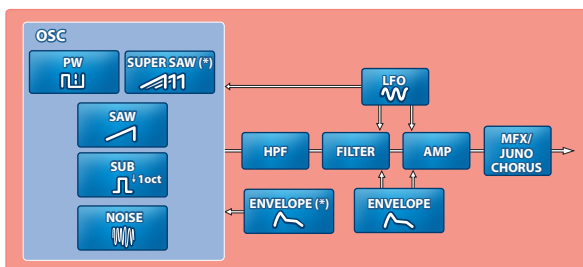 OSC
PW
SUPER SAW (*)
LFO
SAW
HPF
FILTER
AMP
MFX/
JUNO
CHORUS
SUB
1oct
ENVELOPE (*)
ENVELOPE
NOISE